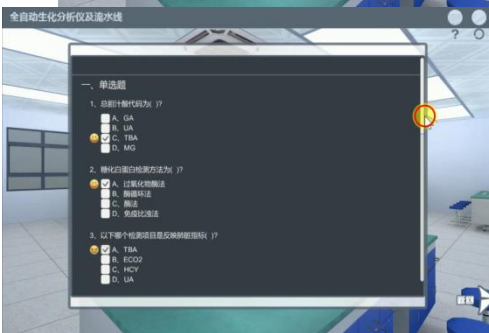 全自动生化分析仪及流水线
? O
一、单选题
1、总胆汁酸代码为( )?
A、GA
B、UA
C、TBA
D、MG
2、糖化白蛋白检测方法为( )?
A、过氧化物酶法
B、酶循环法
C、酶法
D、免疫比浊法
3、以下哪个检测项目是反映肺脏指标( )?
A、TBA
B、ECO2
C、HCY
D、UA